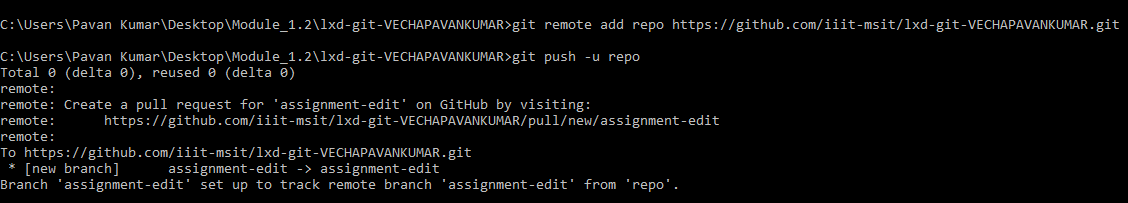 C:\Users\Pavan Kumar\Desktop\Module_1.2\lxd-git-VECHAPAVANKUMAR>git remote add repo https://github.com/iiit-msit/lxd-git-VECHAPAVANKUMAR.git
C:\Users\Pavan Kumar\Desktop\Module_1.2\lxd-git-VECHAPAVANKUMAR>git push -u repo
Total 0 (delta 0), reused 0 (delta 0)
remote:
remote: Create a pull request for 'assignment-edit' on GitHub by visiting:
remote:      https://github.com/iiit-msit/lxd-git-VECHAPAVANKUMAR/pull/new/assignment-edit
remote:
To https://github.com/iiit-msit/lxd-git-VECHAPAVANKUMAR.git
 * [new branch]      assignment-edit -> assignment-edit
Branch 'assignment-edit' set up to track remote branch 'assignment-edit' from 'repo'.